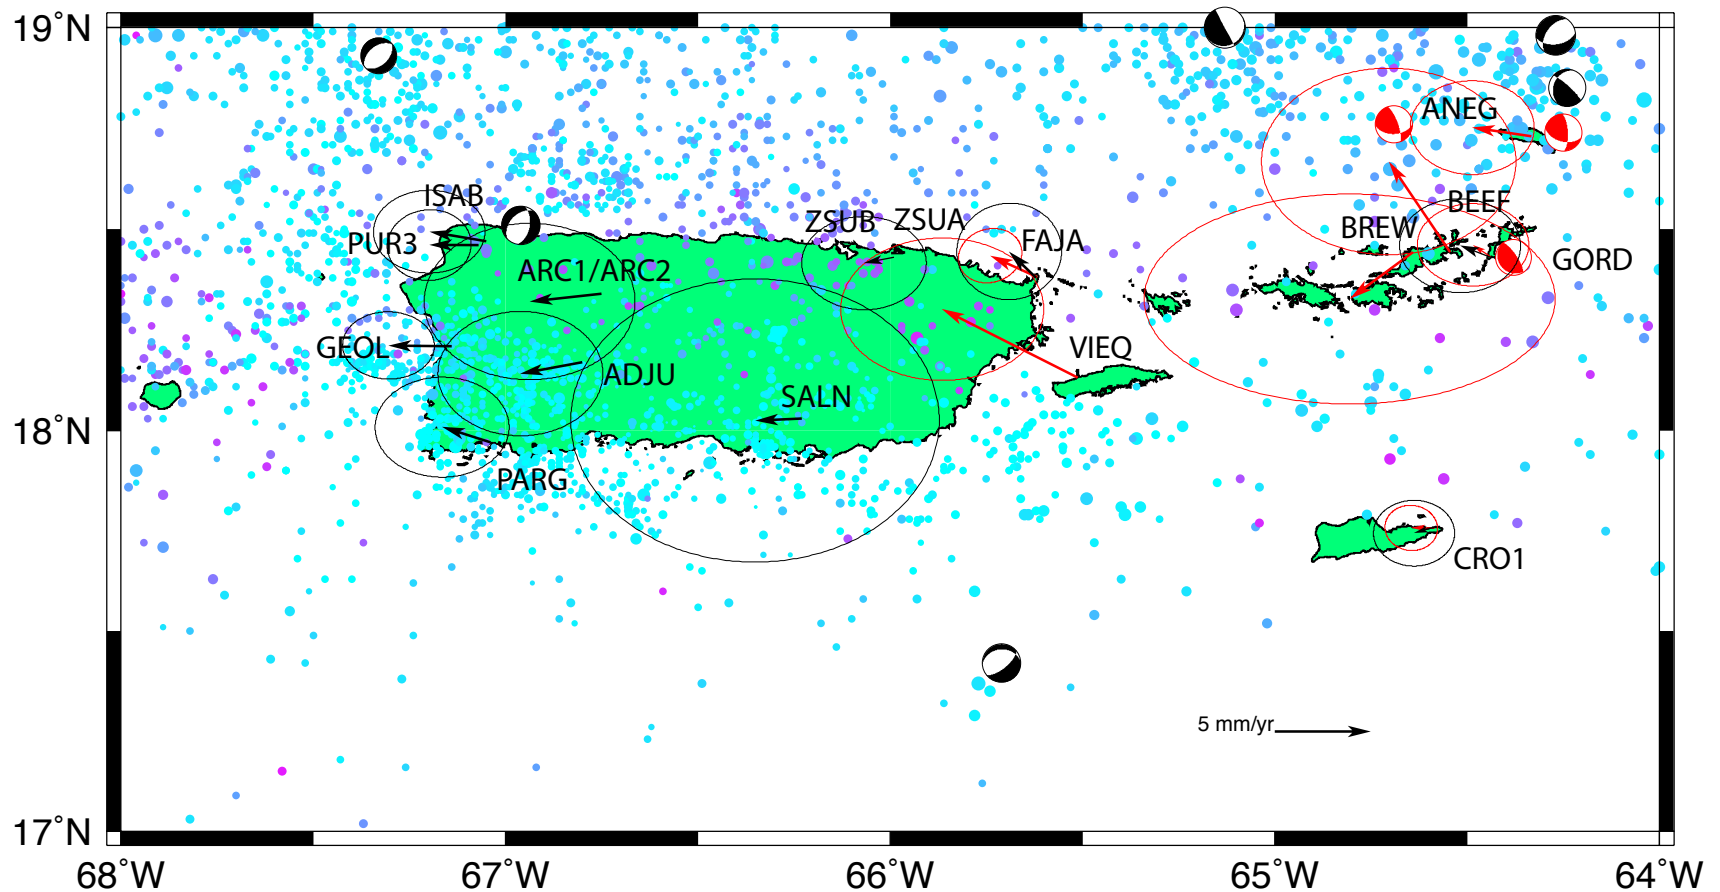 19˚N
ANEG
ISAB
BEEF
ZSUB
ZSUA
BREW
PUR3
FAJA
GORD
ARC1/ARC2
GEOL
VIEQ
ADJU
SALN
18˚N
PARG
CRO1
5 mm/yr
17˚N
68˚W
67˚W
66˚W
65˚W
64˚W